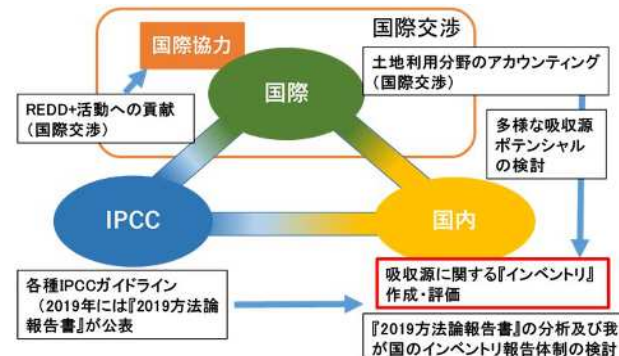 国際交渉
国際協力
土地利用分野のアカウンティング
(国際交渉)
国際
REDD+活動への貢献
(国際交渉)
多様な吸収源
ポテンシャル
の検討
IPCC
国内
各種IPCCガイドライン
(2019年には『2019方法論
報告書』が公表
吸収源に関する『インベントリ』
作成・評価
『2019方法論報告書』の分析及び我
が国のインベントリ報告体制の検討